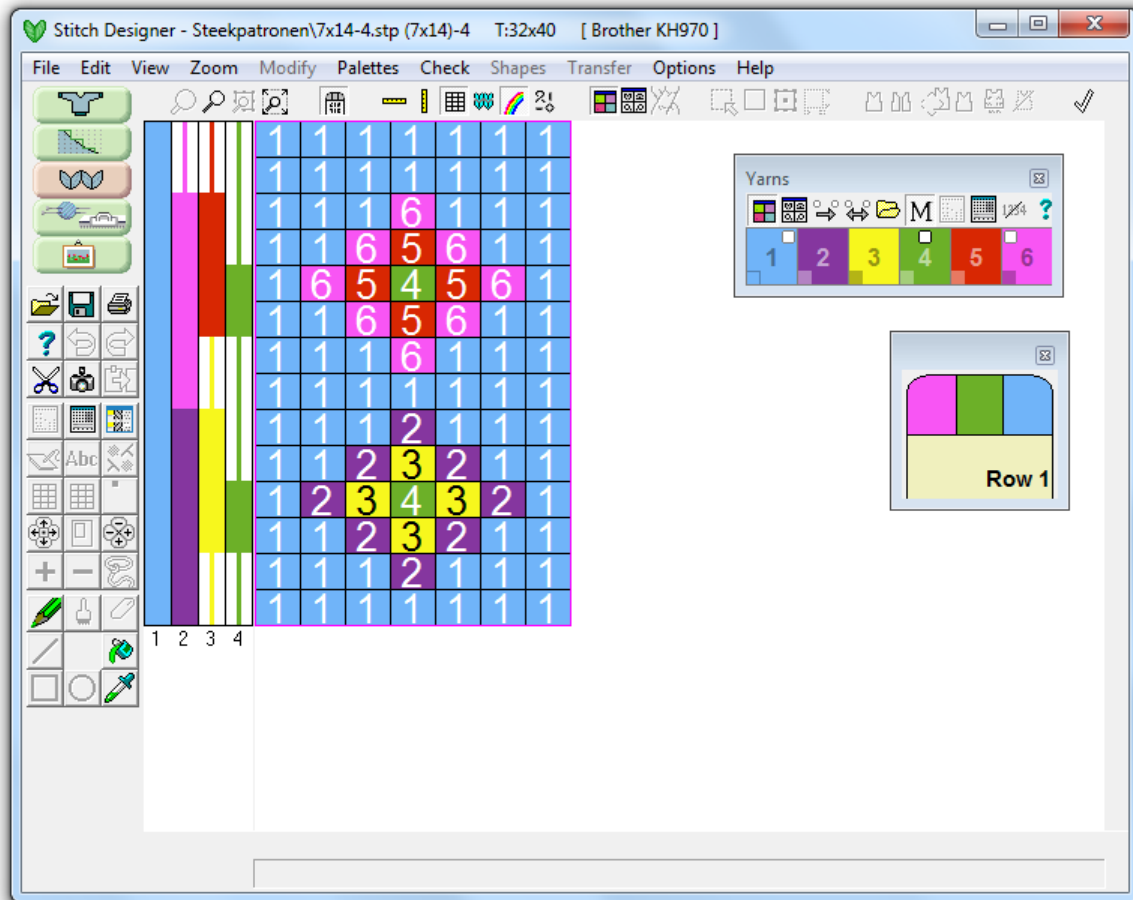 Stitch Designer - Steekpatronen\7x14-4.stp (7x14)-4 T:32x40 [ Brother KH970 ]
File Edit View Zoom Modify Palettes Check Shapes Transfer Options Help
1 1 1 1 1 1 1
1 1 1 1 1 1 1
1 1 1 6 1 1 1
1 1 6 5 6 1 1
1 6 5 4 5 6 1
1 1 6 5 6 1 1
1 1 1 6 1 1 1
1 1 1 1 1 1 1
1 1 1 2 1 1 1
1 1 2 3 2 1 1
1 2 3 4 3 2 1
1 1 2 3 2 1 1
1 1 1 2 1 1 1
1 1 1 1 1 1 1
1 2 3 4
Abc
Yarns
M 1234 ?
1 2 3 4 5 6
Row 1